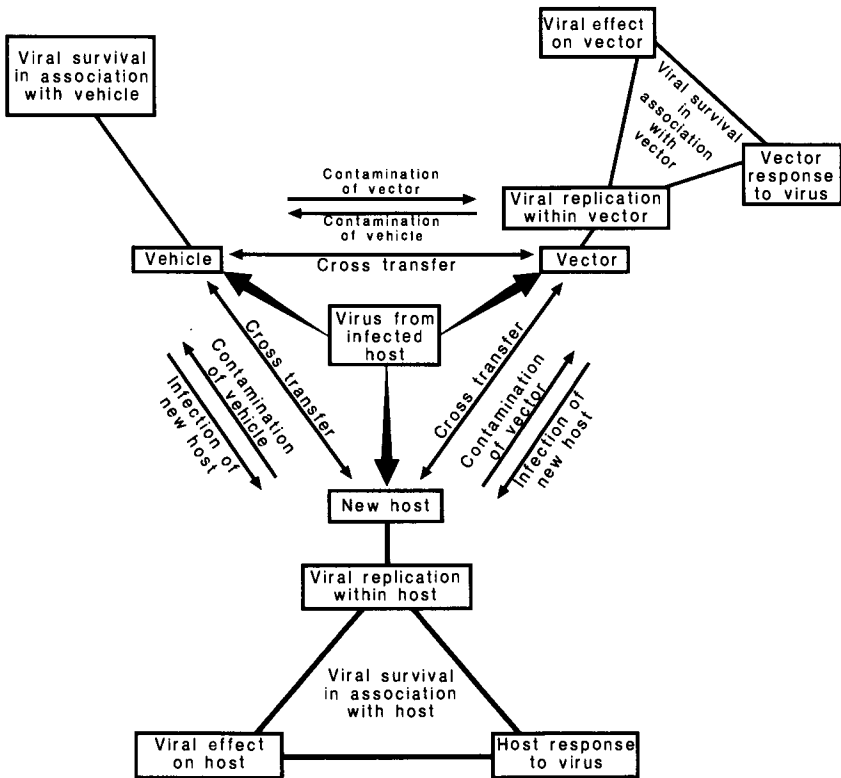 Viral effect
on vector
Viral survival
in association
with vehicle
Viral survival
in
association
with
vector
Vector
response
to virus
Contamination
of vector
Viral replication
within vector
Contamination
of vehicle
Vehicle
Cross transfer
Vector
Virus from
infected
host
Cross transfer
Contamination
of vehicle
Infection of
new host
Cross transfer
Contamination
of vector
Infection of
new host
New host
Viral replication
within host
Viral survival
in association
with host
Viral effect
on host
Host response
to virus